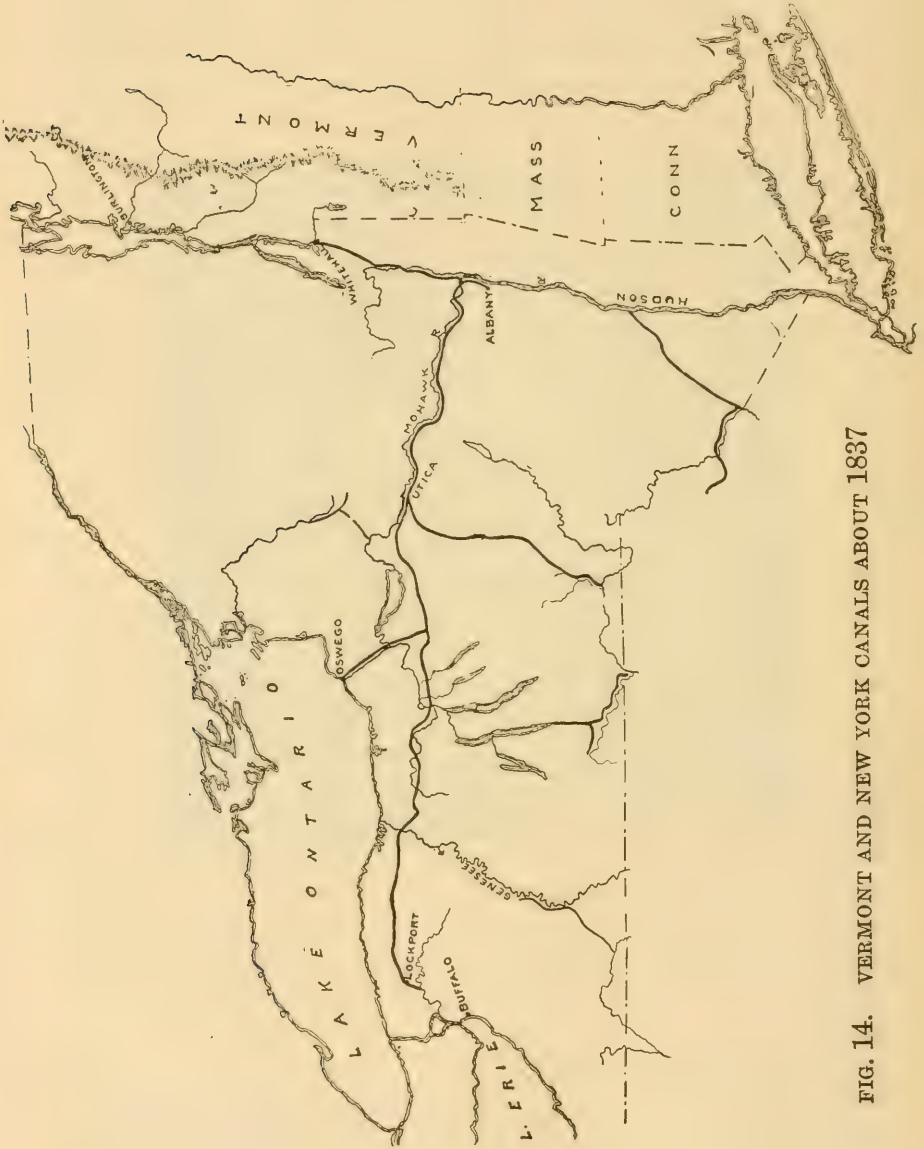 BURLINGTON
VERMONT
WHITEHALL
MASS
CONN
MOHAWK R
ALBANY
HUDSON
UTICA
OSWEGO
LAKE ONTARIO
GENESEE
LOCKPORT
BUFFALO
L. ERIE
FIG. 14. VERMONT AND NEW YORK CANALS ABOUT 1837